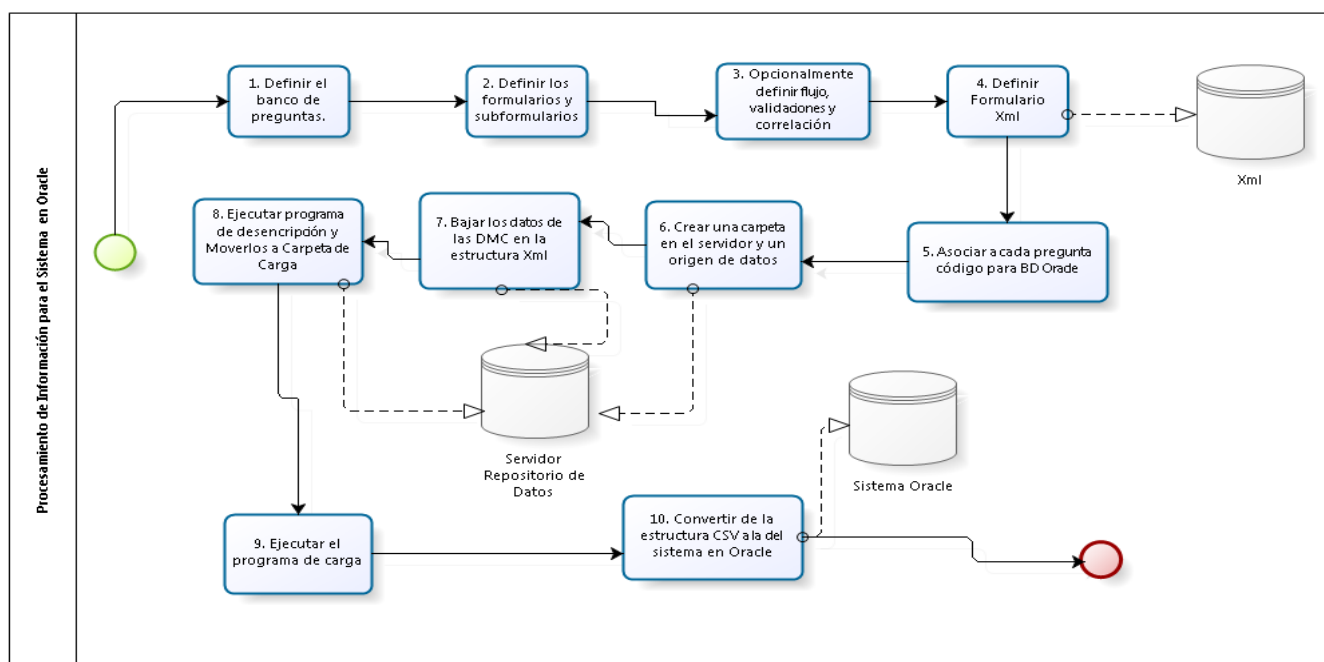 Procesamiento de Información para el Sistema en Oracle
1. Definir el
banco de
preguntas.
2. Definir los
formularios y
subformularios
3. Opcionalmente
definir flujo,
validaciones y
correlación
4. Definir
Formulario
Xml
Xml
8. Ejecutar programa
de desencripción y
Moverlos a Carpeta de
Carga
7. Bajar los datos de
las DMC en la
estructura Xml
6. Crear una carpeta
en el servidor y un
origen de datos
5. Asociar a cada pregunta
código para BD Oracle
Servidor
Repositorio de
Datos
Sistema Oracle
9. Ejecutar el
programa de carga
10. Convertir de la
estructura CSV a la del
sistema en Oracle